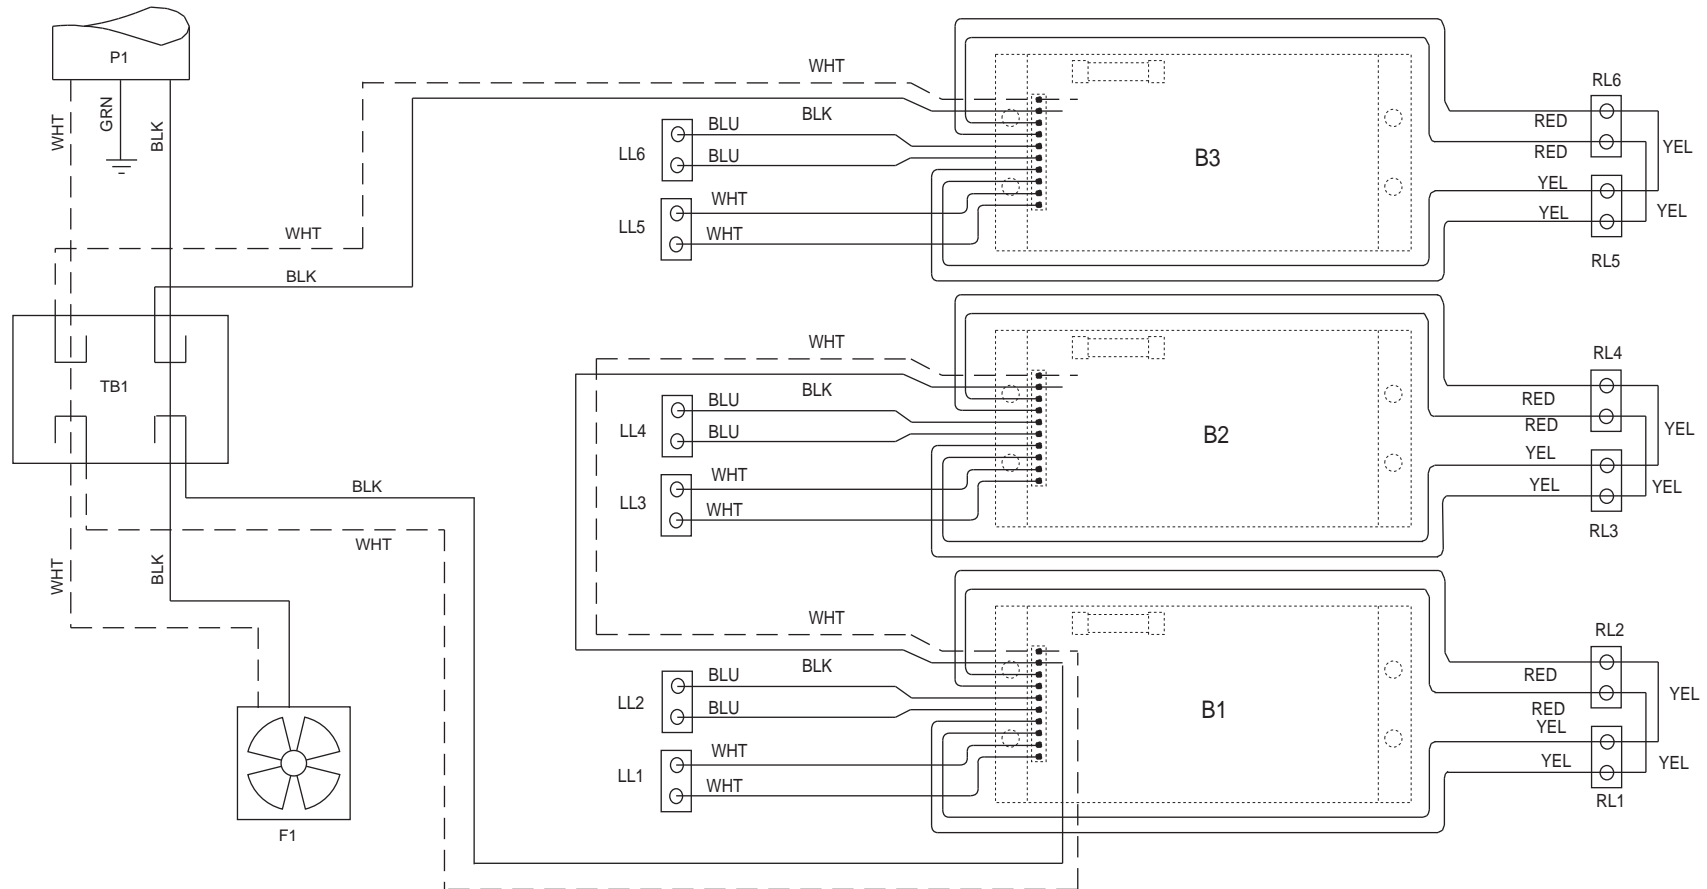 P1
WHT
GRN
BLK
WHT
BLK
TB1
BLK
WHT
WHT
BLK
F1
WHT
BLK
BLU
BLU
LL6
WHT
WHT
LL5
B3
RL6
RED
RED
YEL
YEL
YEL
YEL
RL5
WHT
BLK
BLU
BLU
LL4
WHT
WHT
LL3
B2
RL4
RED
RED
YEL
YEL
YEL
YEL
RL3
WHT
BLK
BLU
BLU
LL2
WHT
WHT
LL1
B1
RL2
RED
RED
YEL
YEL
YEL
YEL
RL1